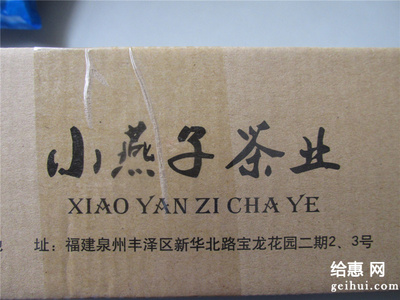 小燕子茶业
XIAO YAN ZI CHA YE
址:福建泉州丰泽区新华北路宝龙花园二期2、3号
给惠网
geihui.com